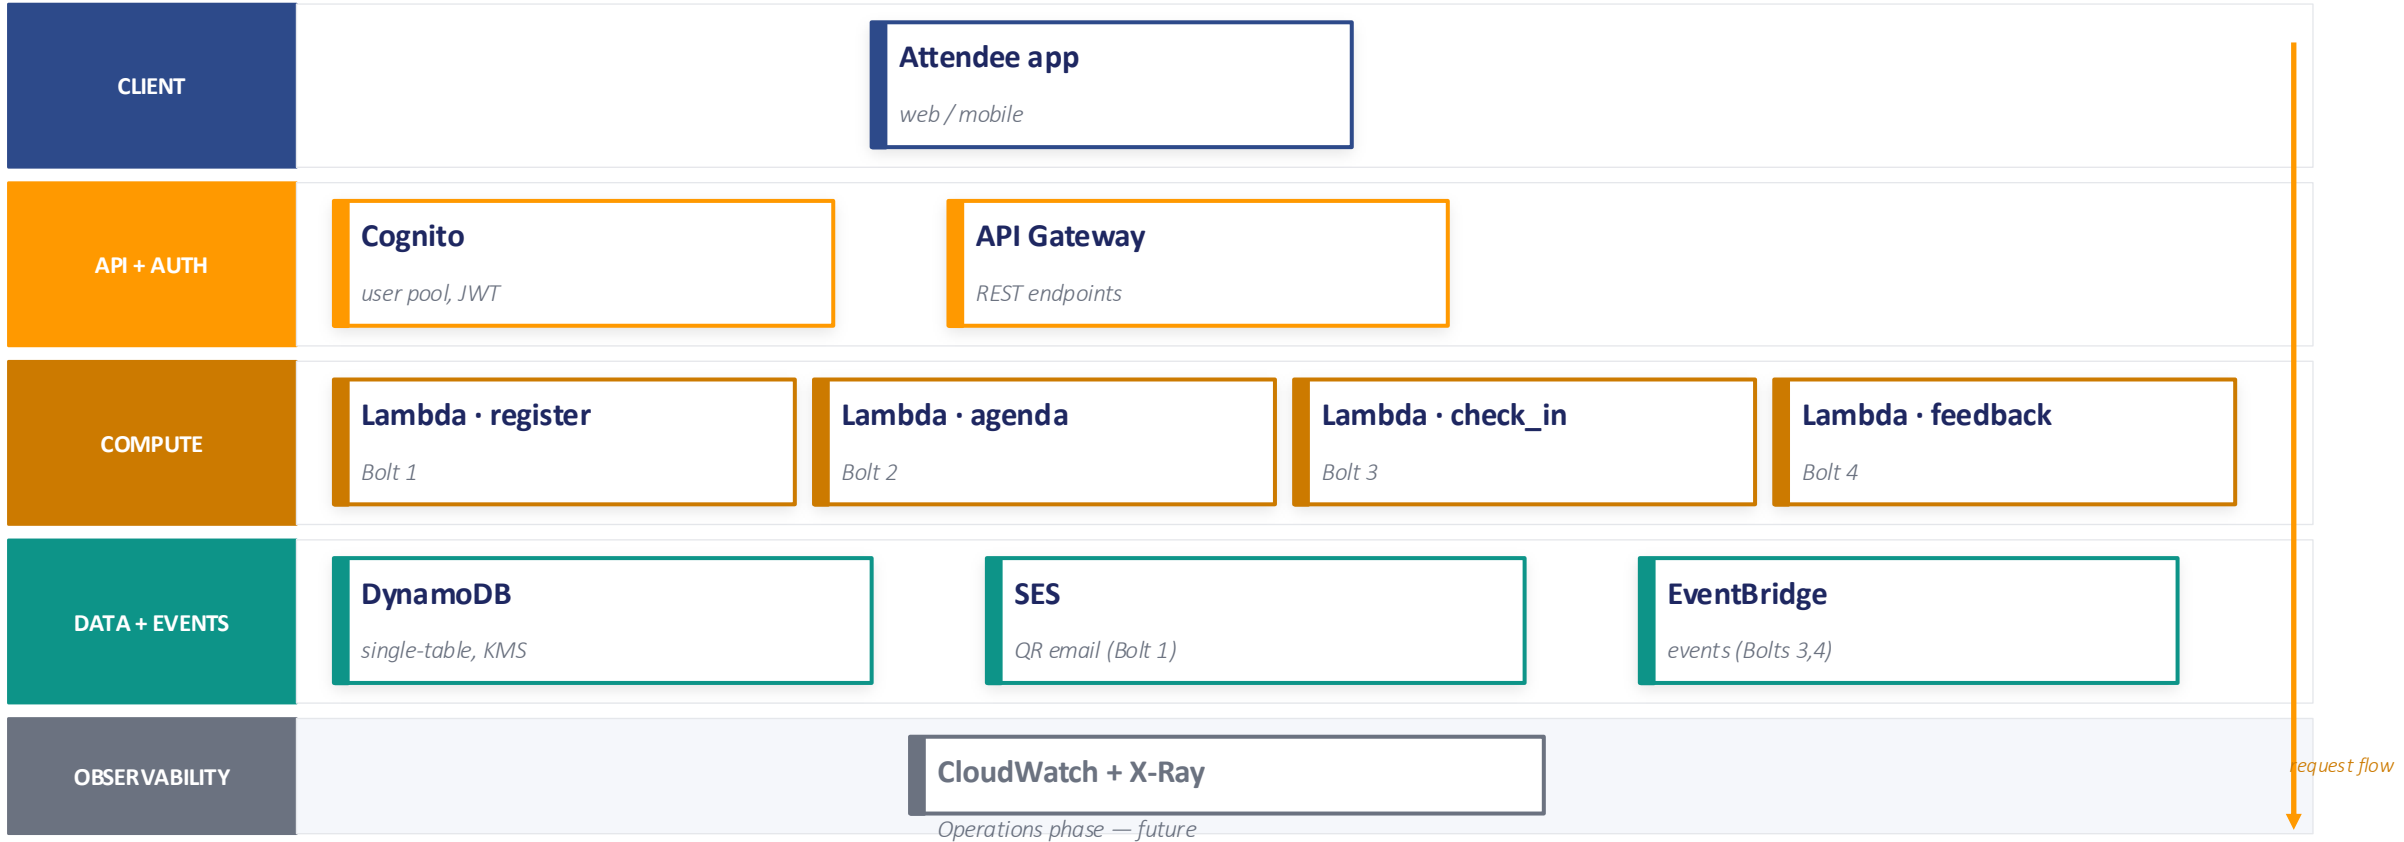 CLIENT
Attendee app
web / mobile
API + AUTH
Cognito
user pool, JWT
API Gateway
REST endpoints
COMPUTE
Lambda · register
Bolt 1
Lambda · agenda
Bolt 2
Lambda · check_in
Bolt 3
Lambda · feedback
Bolt 4
DATA + EVENTS
DynamoDB
single-table, KMS
SES
QR email (Bolt 1)
EventBridge
events (Bolts 3,4)
OBSERVABILITY
CloudWatch + X-Ray
Operations phase — future
request flow